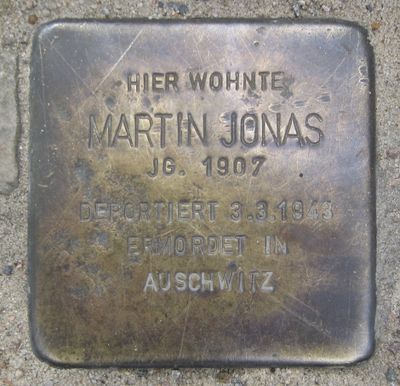 HIER WOHNTE
MARTIN JONAS
JG. 1907
DEPORTIERT 3.3.1943
ERMORDET IN
AUSCHWITZ